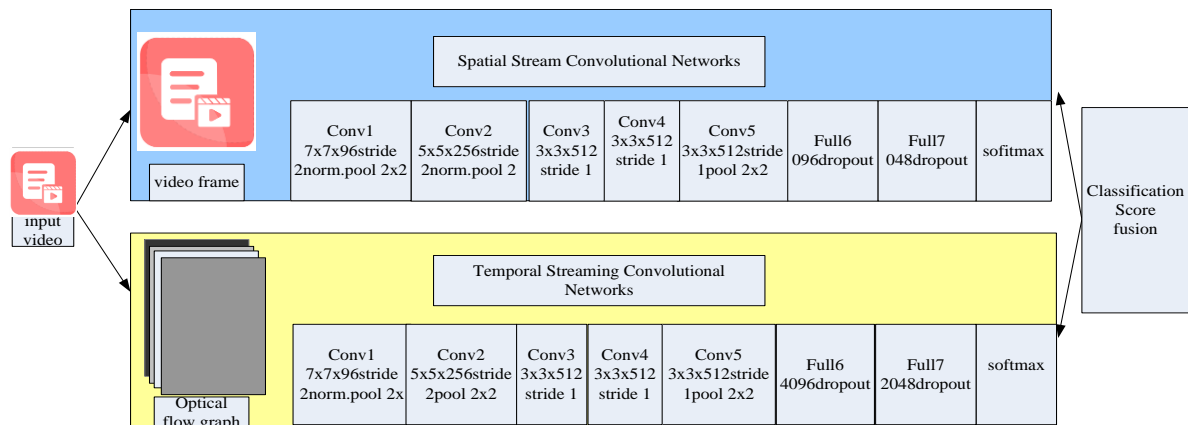 Spatial Stream Convolutional Networks
Conv1
7x7x96stride
2norm.pool 2x2
Conv2
5x5x256stride
2norm.pool 2
Conv3
3x3x512
stride 1
Conv4
3x3x512
stride 1
Conv5
3x3x512stride
1pool 2x2
Full6
096dropout
Full7
048dropout
sofitmax
video frame
input
video
Classification
Score
fusion
Temporal Streaming Convolutional
Networks
Conv1
7x7x96stride
2norm.pool 2x
Conv2
5x5x256stride
2pool 2x2
Conv3
3x3x512
stride 1
Conv4
3x3x512
stride 1
Conv5
3x3x512stride
1pool 2x2
Full6
4096dropout
Full7
2048dropout
softmax
Optical
flow graph